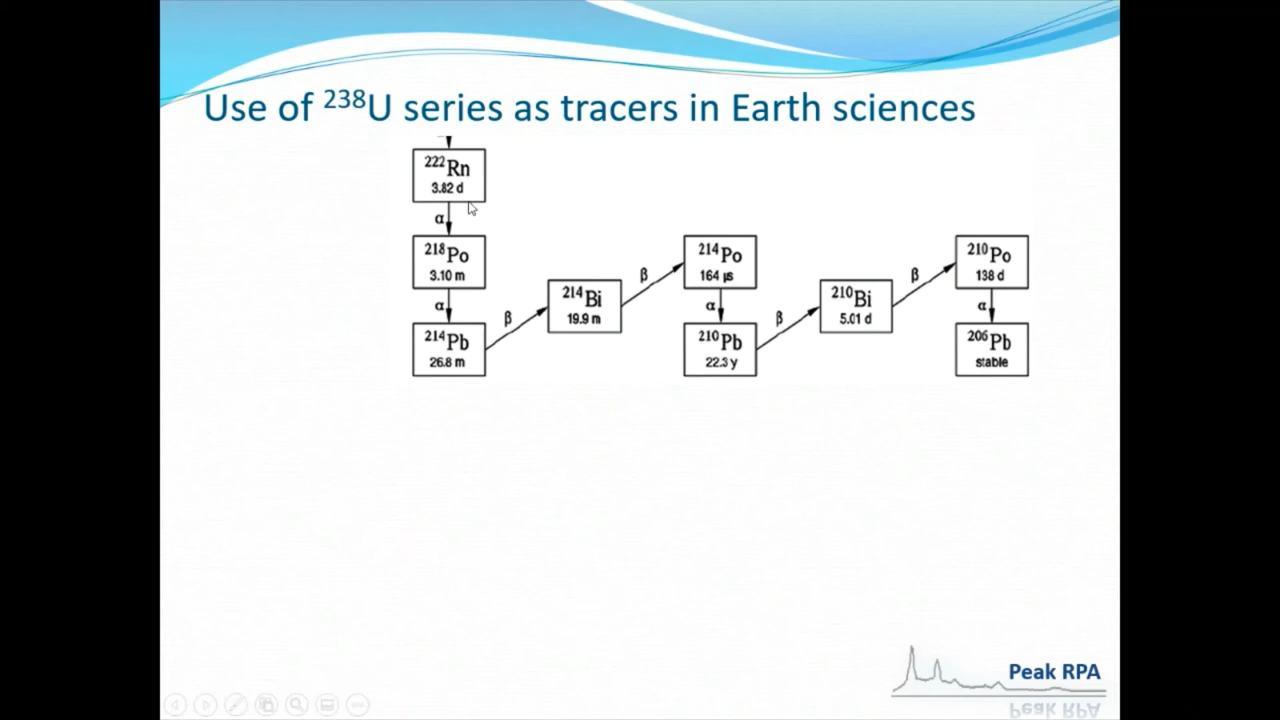 Use of ²³⁸U series as tracers in Earth sciences
²²²Rn
3.82 d
α
²¹⁸Po
3.10 m
α
²¹⁴Pb
26.8 m
β
²¹⁴Bi
19.9 m
β
²¹⁴Po
164 µs
α
²¹⁰Pb
22.3 y
β
²¹⁰Bi
5.01 d
β
²¹⁰Po
138 d
α
²⁰⁶Pb
stable
Peak RPA